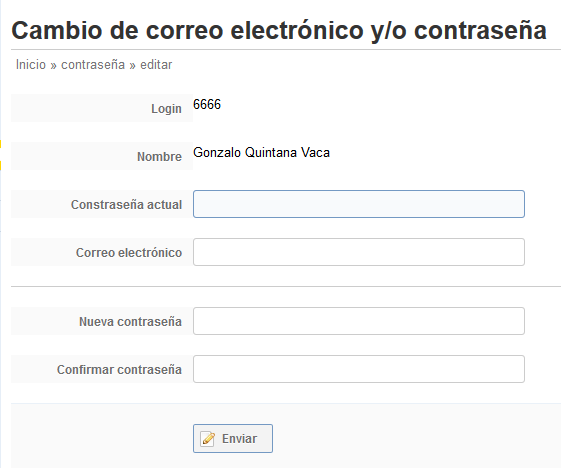 Cambio de correo electrónico y/o contraseña
Inicio » contraseña » editar
Login 6666
Nombre Gonzalo Quintana Vaca
Constraseña actual
Correo electrónico
Nueva contraseña
Confirmar contraseña
Enviar